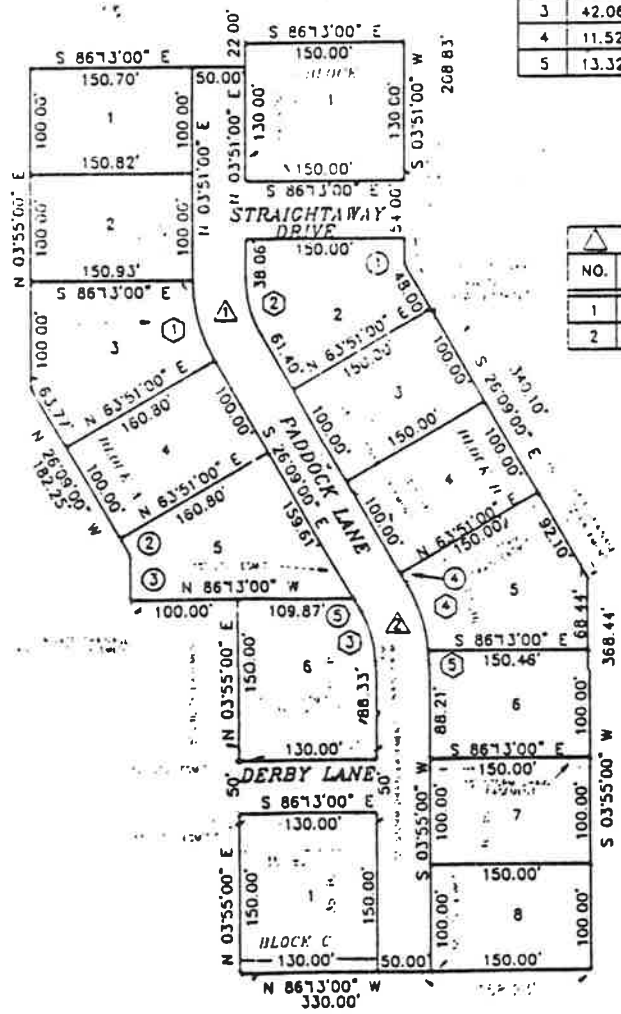 3 42.06
4 11.52
5 13.32
S 86°13'00" E
150.70'
50.00'
22.00'
S 86°13'00" E
150.00'
BLOCK
1
130.00'
130.00'
150.00'
S 86°13'00" E
S 03°51'00" W
208.83'
54.00'
N 03°55'00" E
100.00'
1
100.00'
150.82'
100.00'
2
100.00'
150.93'
S 86°13'00" E
N 03°51'00" E
N 03°51'00" E
STRAIGHTAWAY
DRIVE
150.00'
38.06'
1
2
1
2
48.00'
61.40'
N 63°51'00" E
150.00'
NO.
1
2
100.00'
3
1
63.77'
N 63°51'00" E
160.80'
100.00'
4
BLOCK I
N 26°09'00" W
182.25'
100.00'
N 63°51'00" E
160.80'
S 26°09'00" E
159.61'
PADDOCK LANE
100.00'
3
100.00'
150.00'
S 26°09'00" E
340.10'
100.00'
4
BLOCK H
100.00'
N 63°51'00" E
150.00'
92.10'
2
3
5
N 86°13'00" W
100.00'
109.87'
5
3
4
4
2
5
68.44'
368.44'
S 86°13'00" E
5
150.46'
N 03°55'00" E
150.00'
6
88.33'
88.21'
6
100.00'
130.00'
S 86°13'00" E
150.00'
50'
DERBY LANE
50'
S 86°13'00" E
130.00'
S 03°55'00" W
100.00'
7
100.00'
S 03°55'00" W
N 03°55'00" E
150.00'
1
150.00'
150.00'
100.00'
8
100.00'
BLOCK C
130.00'
50.00'
150.00'
N 86°13'00" W
330.00'